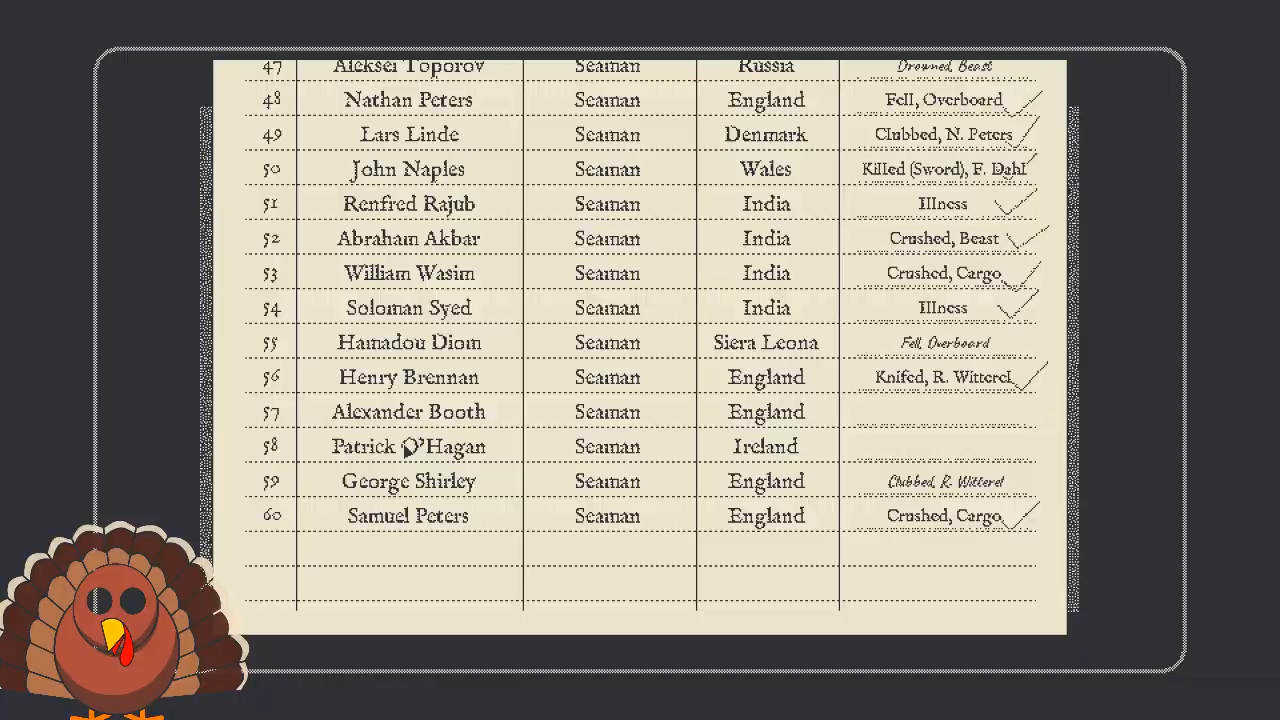 47 Aleksei Toporov Seaman Russia Drowned, Beast
48 Nathan Peters Seaman England Fell, Overboard
49 Lars Linde Seaman Denmark Clubbed, N. Peters
50 John Naples Seaman Wales Killed (Sword), F. Dahl
51 Renfred Rajub Seaman India Illness
52 Abraham Akbar Seaman India Crushed, Beast
53 William Wasim Seaman India Crushed, Cargo
54 Soloman Syed Seaman India Illness
55 Hamadou Diom Seaman Siera Leona Fell, Overboard
56 Henry Brennan Seaman England Knifed, R. Witterel
57 Alexander Booth Seaman England
58 Patrick O'Hagan Seaman Ireland
59 George Shirley Seaman England Clubbed, R. Witterel
60 Samuel Peters Seaman England Crushed, Cargo